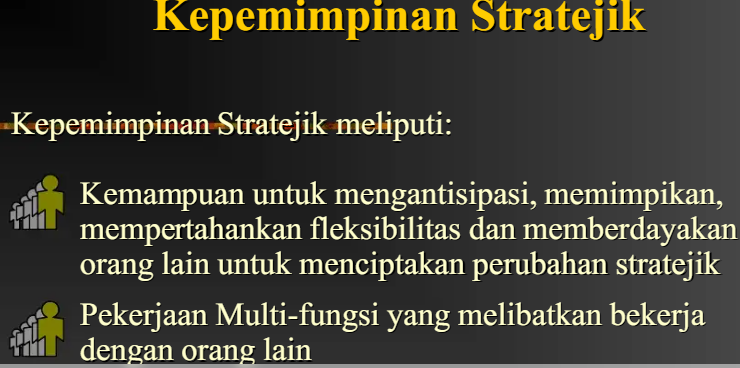 Kepemimpinan Stratejik
Kepemimpinan Stratejik meliputi:
Kemampuan untuk mengantisipasi, memimpikan,
mempertahankan fleksibilitas dan memberdayakan
orang lain untuk menciptakan perubahan stratejik
Pekerjaan Multi-fungsi yang melibatkan bekerja
dengan orang lain